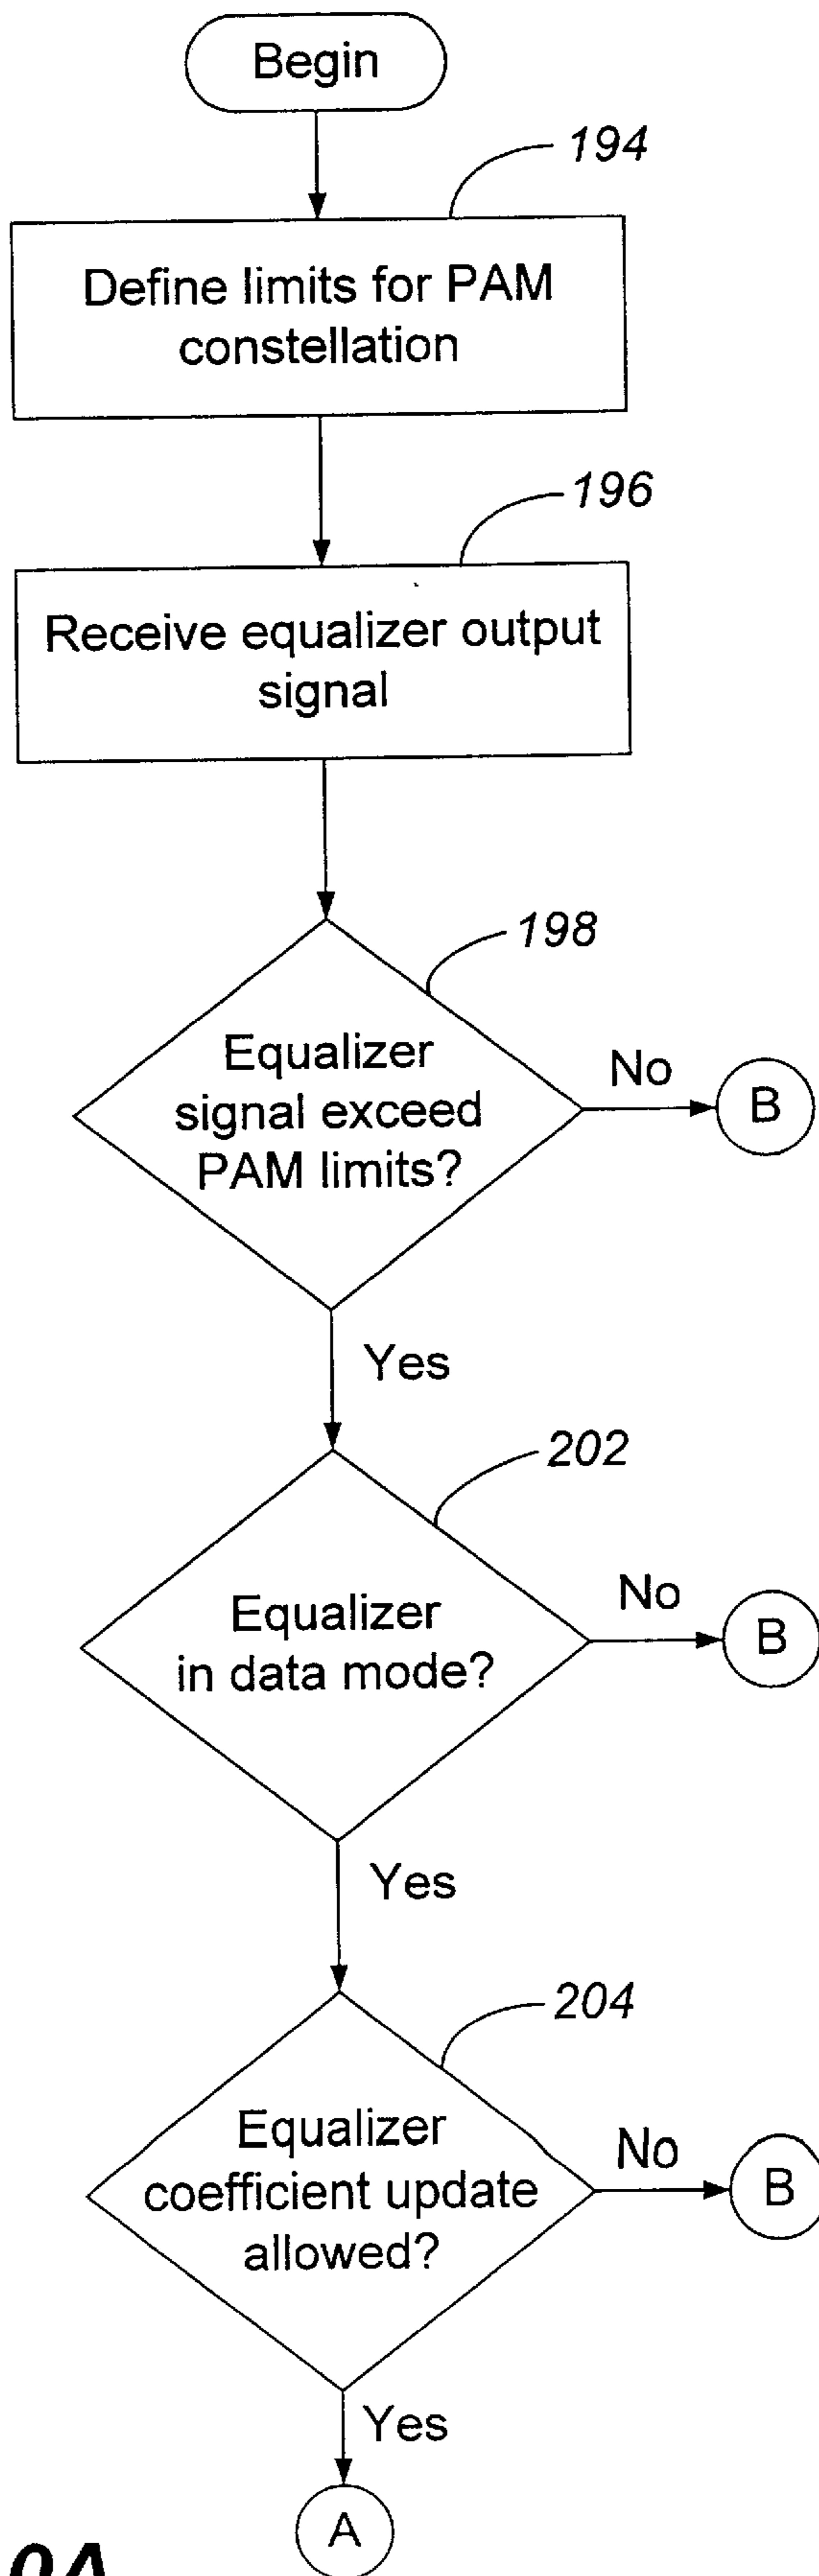 Begin
194
Define limits for PAM
constellation
196
Receive equalizer output
signal
198
Equalizer
signal exceed
PAM limits?
No
B
Yes
202
Equalizer
in data mode?
No
B
Yes
204
Equalizer
coefficient update
allowed?
No
B
Yes
A